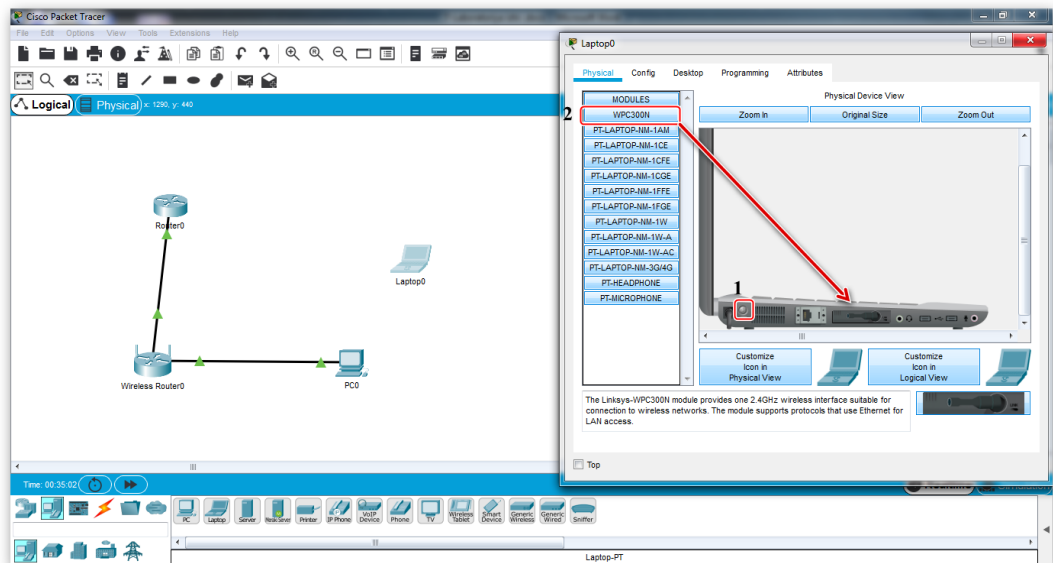 Cisco Packet Tracer
File Edit Options View Tools Extensions Help
Logical Physical x: 1290, y: 440
Router0
Laptop0
Wireless Router0
PC0
Time: 00:35:02
PC Laptop Server Printer IP Phone VoIP Device Phone TV Wireless Tablet Smart Device Generic Wireless Generic Wired Sniffer
Laptop-PT
Laptop0
Physical Config Desktop Programming Attributes
MODULES
2 WPC300N
PT-LAPTOP-NM-1AM
PT-LAPTOP-NM-1CE
PT-LAPTOP-NM-1CFE
PT-LAPTOP-NM-1CGE
PT-LAPTOP-NM-1FFE
PT-LAPTOP-NM-1FGE
PT-LAPTOP-NM-1W
PT-LAPTOP-NM-1W-A
PT-LAPTOP-NM-1W-AC
PT-LAPTOP-NM-3G/4G
PT-HEADPHONE
PT-MICROPHONE
Physical Device View
Zoom In Original Size Zoom Out
1
Customize
Icon in
Physical View
Customize
Icon in
Logical View
The Linksys-WPC300N module provides one 2.4GHz wireless interface suitable for
connection to wireless networks. The module supports protocols that use Ethernet for
LAN access.
Top